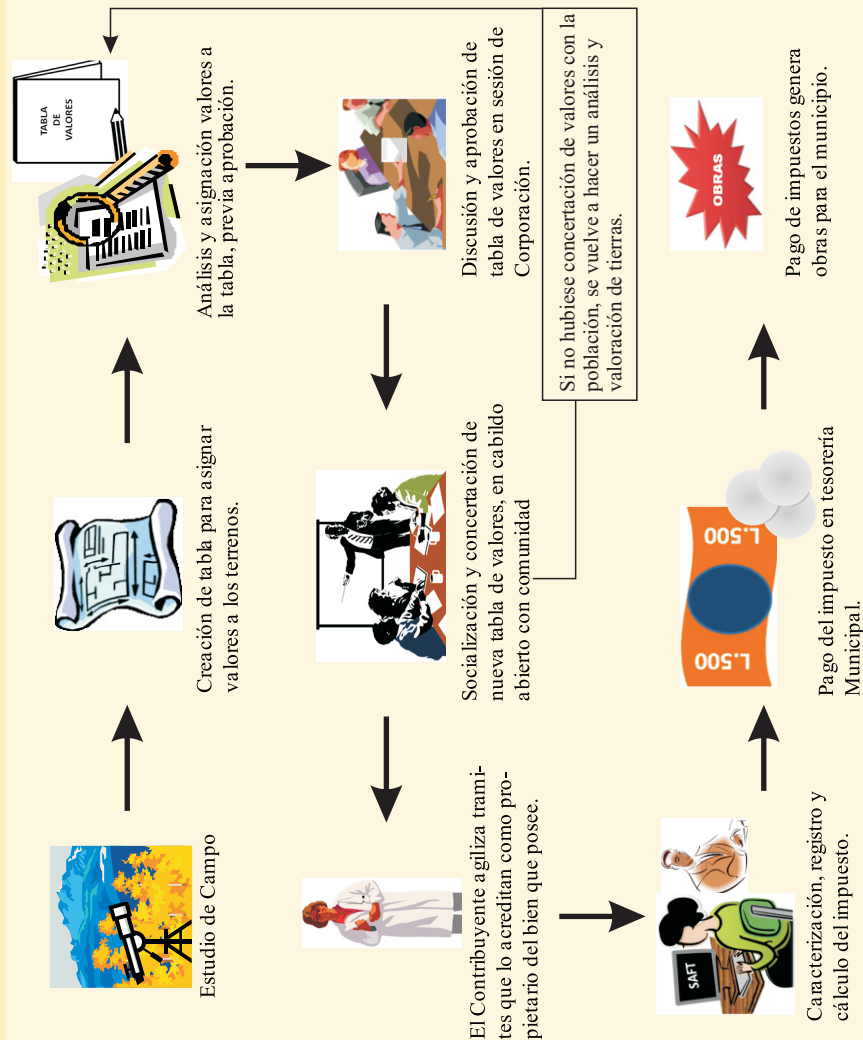 Estudio de Campo
Creación de tabla para asignar
valores a los terrenos.
TABLA
DE
VALORES
Análisis y asignación valores a
la tabla, previa aprobación.
Discusión y aprobación de
tabla de valores en sesión de
Corporación.
Socialización y concertación de
nueva tabla de valores, en cabildo
abierto con comunidad
Si no hubiese concertación de valores con la
población, se vuelve a hacer un análisis y
valoración de tierras.
El Contribuyente agiliza trami-
tes que lo acreditan como pro-
pietario del bien que posee.
SAFT
Caracterización, registro y
cálculo del impuesto.
L.500
L.500
Pago del impuesto en tesorería
Municipal.
OBRAS
Pago de impuestos genera
obras para el municipio.